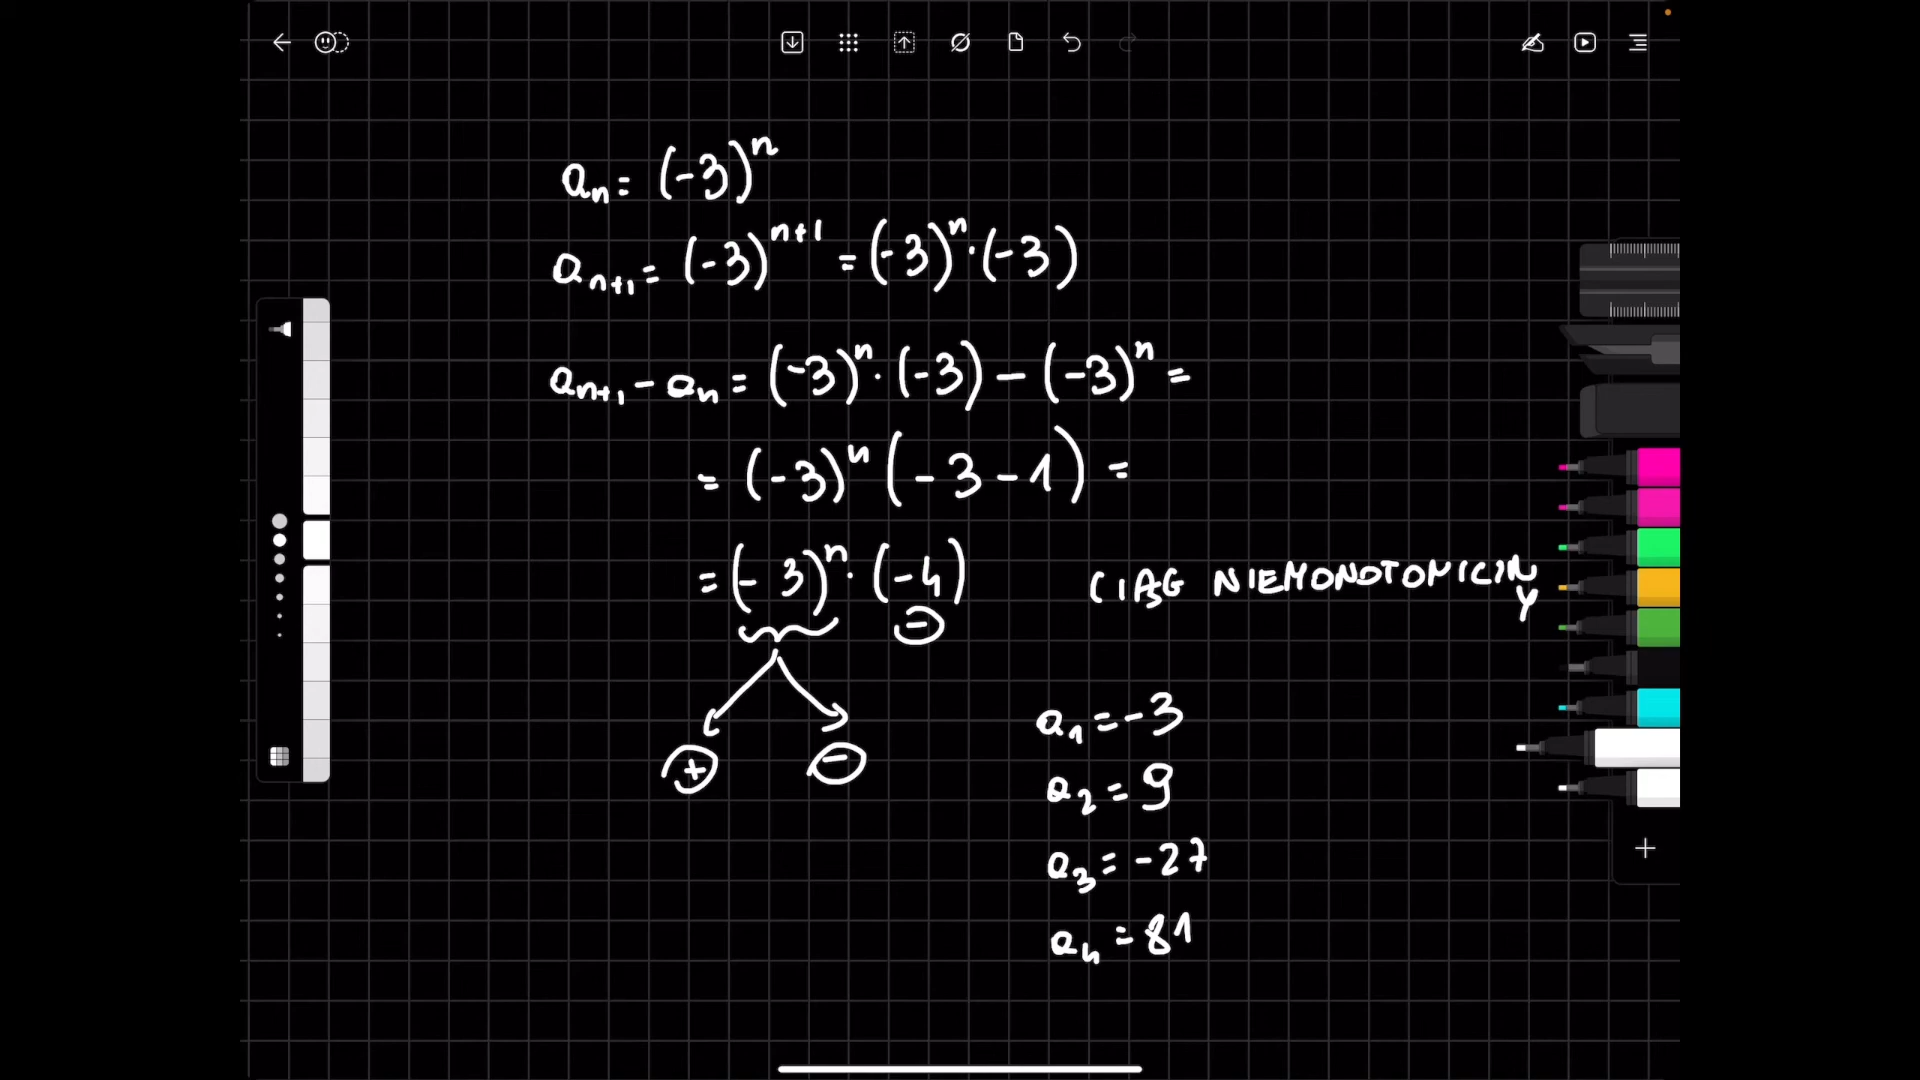 aₙ = (-3)ⁿ
aₙ₊₁ = (-3)ⁿ⁺¹ = (-3)ⁿ · (-3)
aₙ₊₁ - aₙ = (-3)ⁿ · (-3) - (-3)ⁿ =
= (-3)ⁿ (-3-1) =
= (-3)ⁿ · (-4)
-
CIĄG NIEMONOTONICZNY
+ -
a₁ = -3
a₂ = 9
a₃ = -27
a₄ = 81